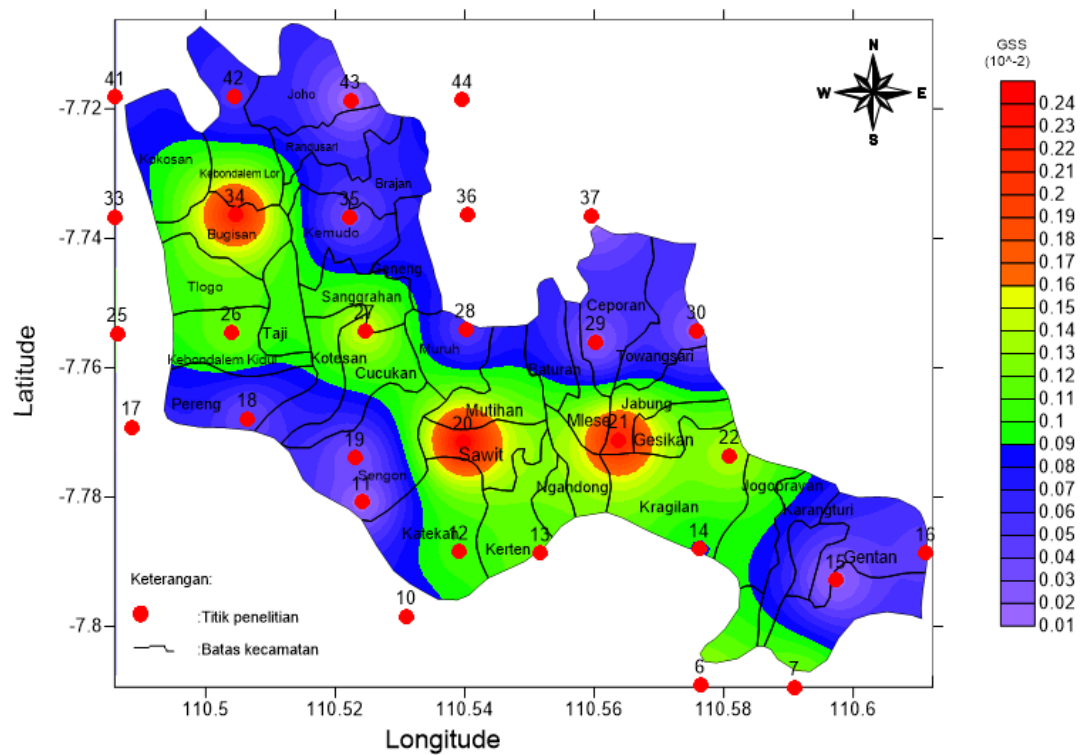 GSS
(10^-2)
N
W E
S
41 42 43 44
Joho
-7.72
Randusari
Kokosan
Kebondalem Lor
Brajan
33 34 35 36 37
Bugisan
Kemudo
-7.74
Geneng
Tlogo
Sanggrahan
Ceporan
25 26 27 28 29 30
Taji
Muruh
Kebondalem Kidul
Kotesan
Towangsari
-7.76
Cucukan
Baturan
Pereng
Mutihan
Jabung
17 18 19 20 21 22
Mlese
Gesikan
Sawit
Sengon
-7.78
11
Ngandong
Jogoprayan
Kragilan
Karangturi
Katekan
12 13 14 15 16
Kerten
Gentan
Keterangan:
10
:Titik penelitian
-7.8
:Batas kecamatan
6 7
110.5 110.52 110.54 110.56 110.58 110.6
Longitude
Latitude
0.24
0.24
0.23
0.21
0.2
0.19
0.18
0.17
0.16
0.16
0.14
0.13
0.12
0.11
0.1
0.09
0.08
0.07
0.06
0.05
0.04
0.03
0.02
0.01